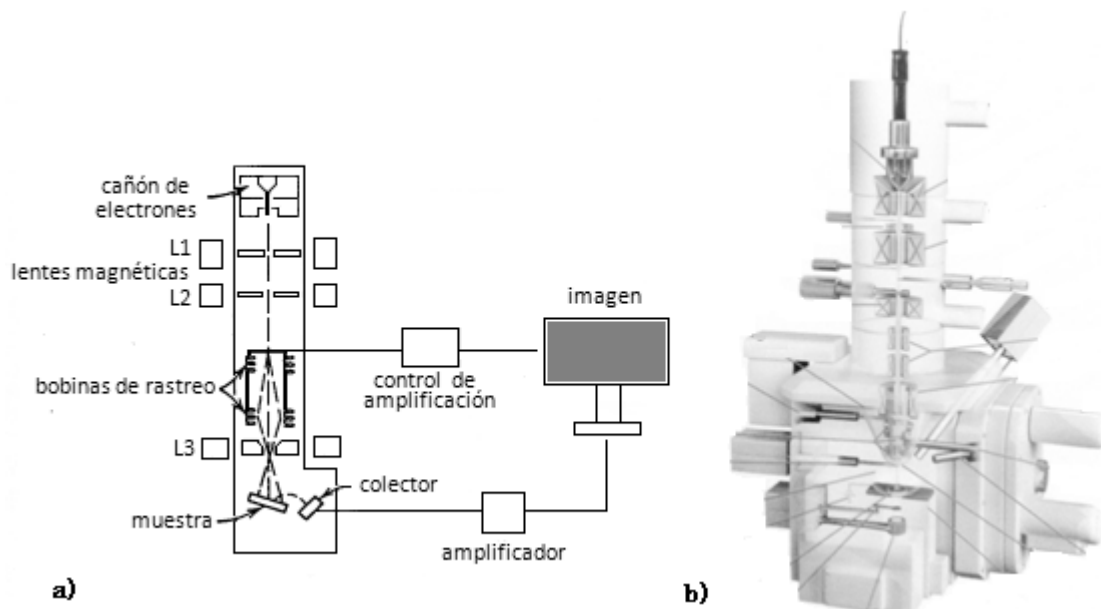 cañón de
electrones
L1
lentes magnéticas
L2
imagen
bobinas de rastreo
control de
amplificación
L3
colector
muestra
amplificador
a)
b)